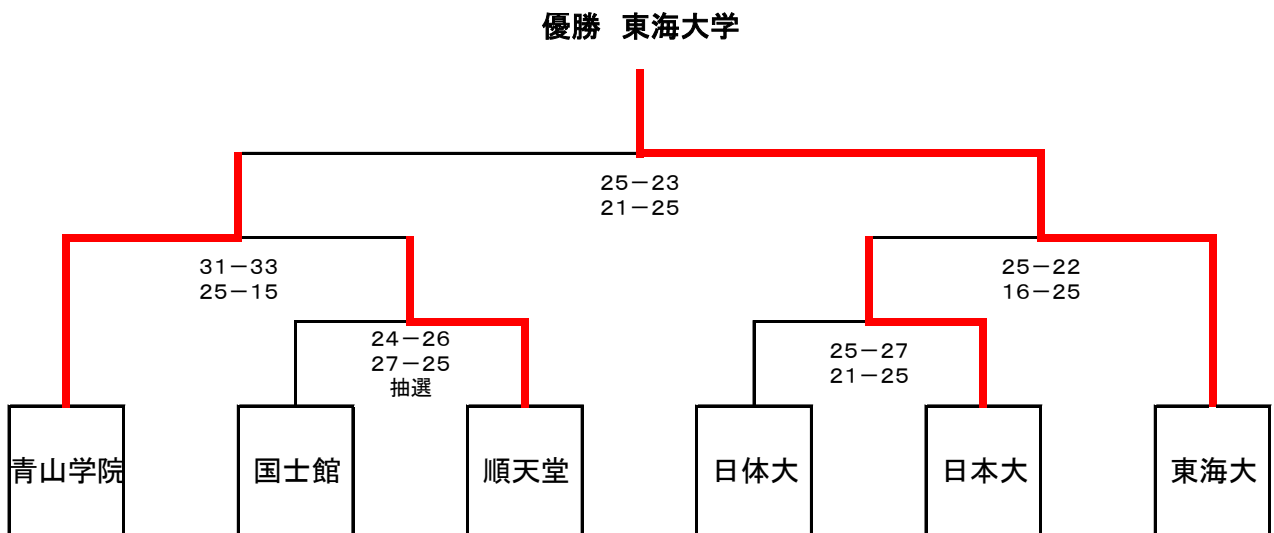 優勝　東海大学
25－23
21－25
31－33
25－15
25－22
16－25
24－26
27－25
抽選
25－27
21－25
青山学院
国士館
順天堂
日体大
日本大
東海大